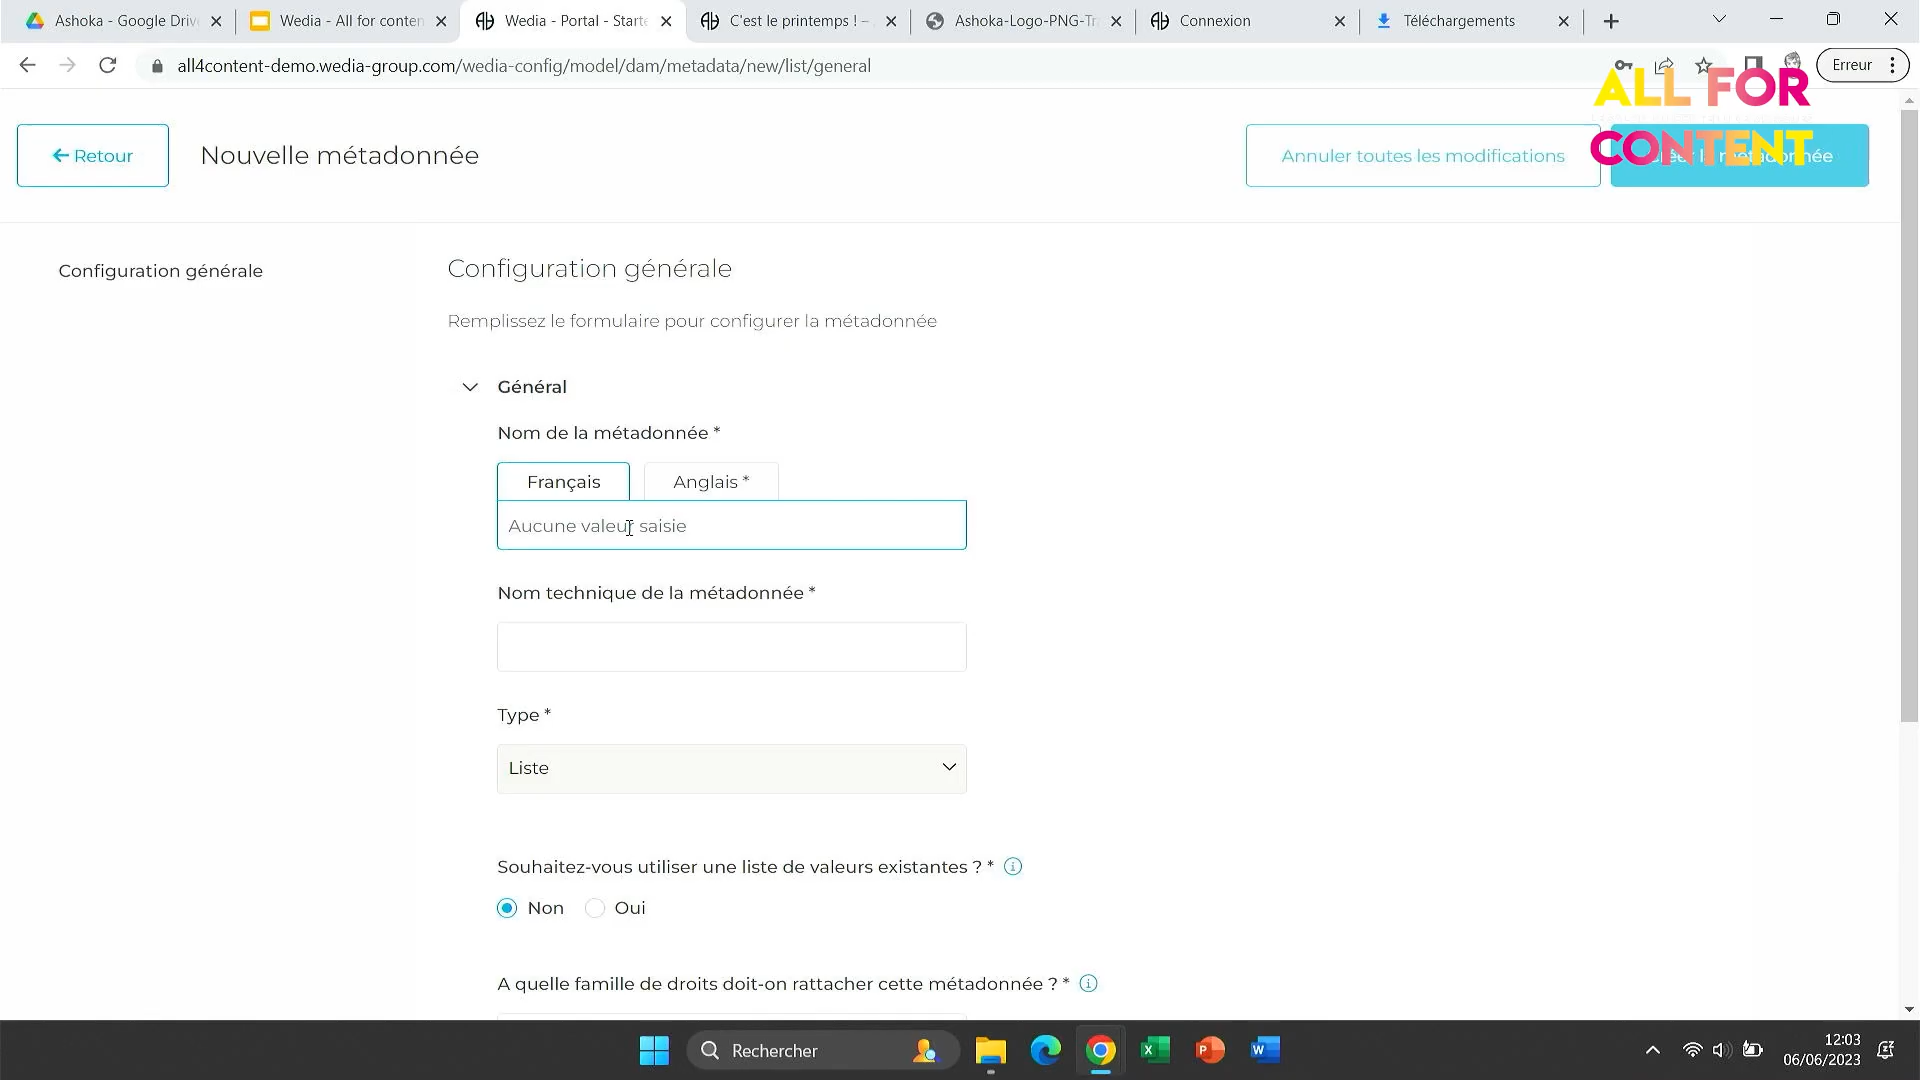 Ashoka - Google Driv
Wedia - All for conten
Wedia - Portal - Starte
C'est le printemps ! –
Ashoka-Logo-PNG-Tr
Connexion
Téléchargements
all4content-demo.wedia-group.com/wedia-config/model/dam/metadata/new/list/general
Erreur
ALL FOR
CONTENT
Retour
Nouvelle métadonnée
Annuler toutes les modifications
Configuration générale
Configuration générale
Remplissez le formulaire pour configurer la métadonnée
Général
Nom de la métadonnée *
Français
Anglais *
Aucune valeur saisie
Nom technique de la métadonnée *
Type *
Liste
Souhaitez-vous utiliser une liste de valeurs existantes ? *
Non
Oui
A quelle famille de droits doit-on rattacher cette métadonnée ? *
Rechercher
12:03
06/06/2023